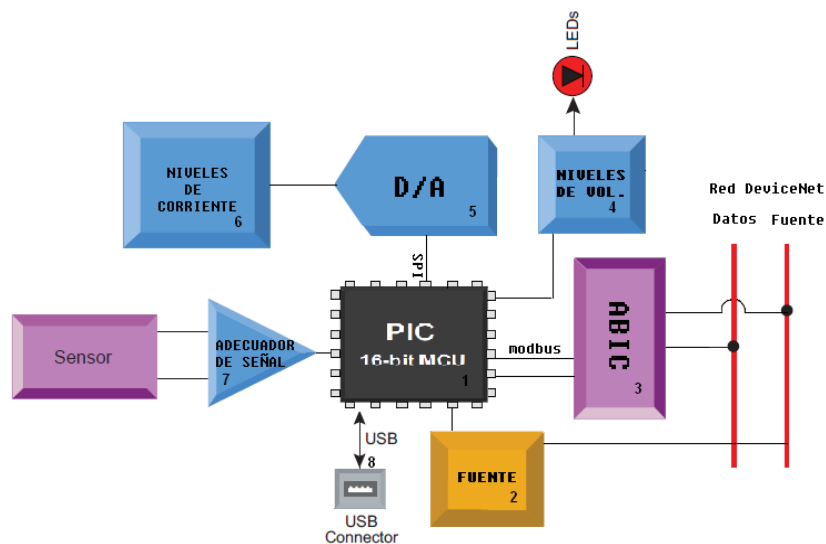 LEDs
NIVELES
DE
CORRIENTE
6
D/A
5
NIVELES
DE VOL.
4
Red DeviceNet
Datos Fuente
SPI
Sensor
ADECUADOR
DE SEÑAL
7
PIC
16-bit MCU
1
modbus
ABIC
3
USB
8
USB
Connector
FUENTE
2